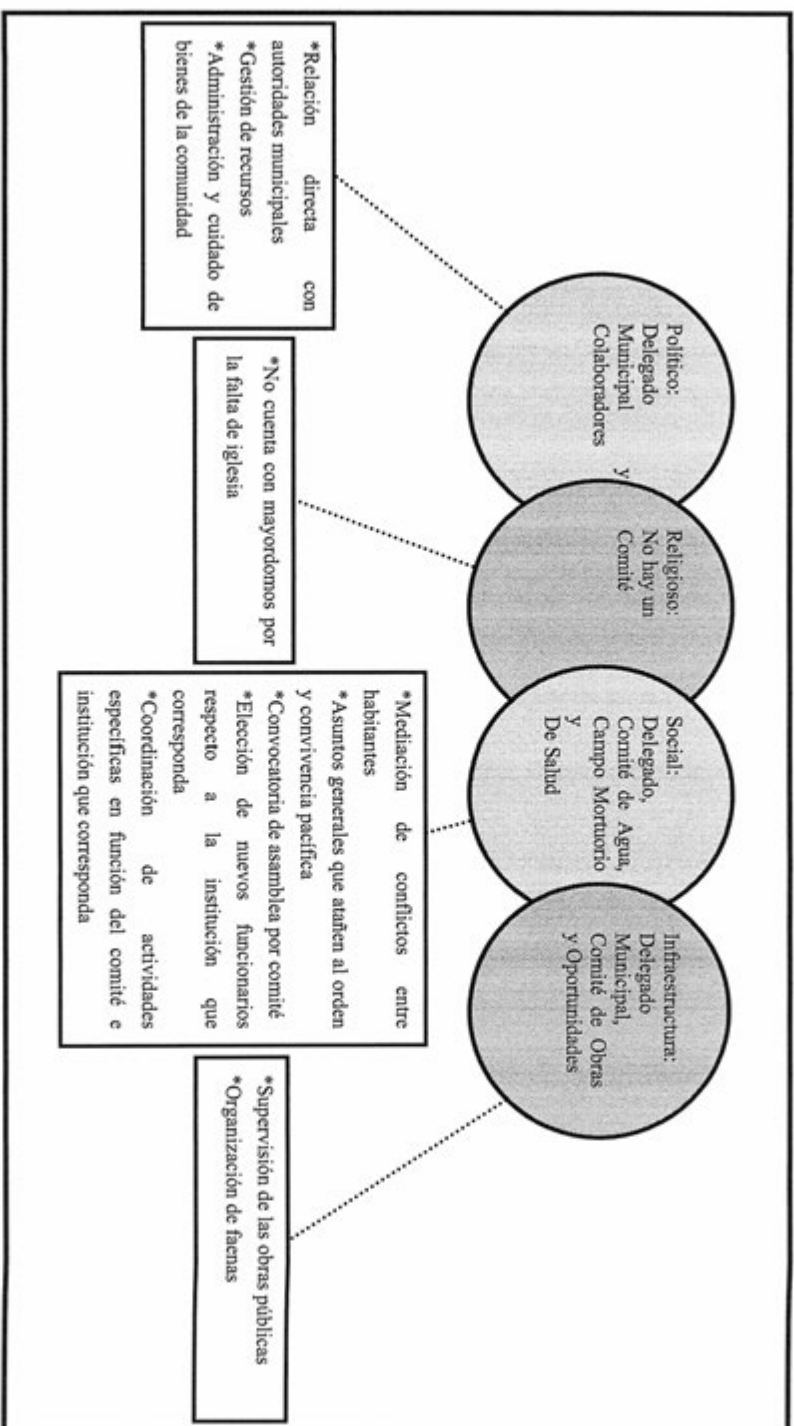 Político:
Delegado
Municipal y
Colaboradores
Religioso:
No hay un
Comité
Social:
Delegado,
Comité de Agua,
Campo Mortuorio
y
De Salud
Infraestructura:
Delegado
Municipal,
Comité de Obras
y Oportunidades
*Relación directa con
autoridades municipales
*Gestión de recursos
*Administración y cuidado de
bienes de la comunidad
*No cuenta con mayordomos por
la falta de iglesia
*Mediación de conflictos entre
habitantes
*Asuntos generales que atañen al orden
y convivencia pacífica
*Convocatoria de asamblea por comité
*Elección de nuevos funcionarios
respecto a la institución que
corresponda
*Coordinación de actividades
específicas en función del comité e
institución que corresponda
*Supervisión de las obras públicas
*Organización de faenas